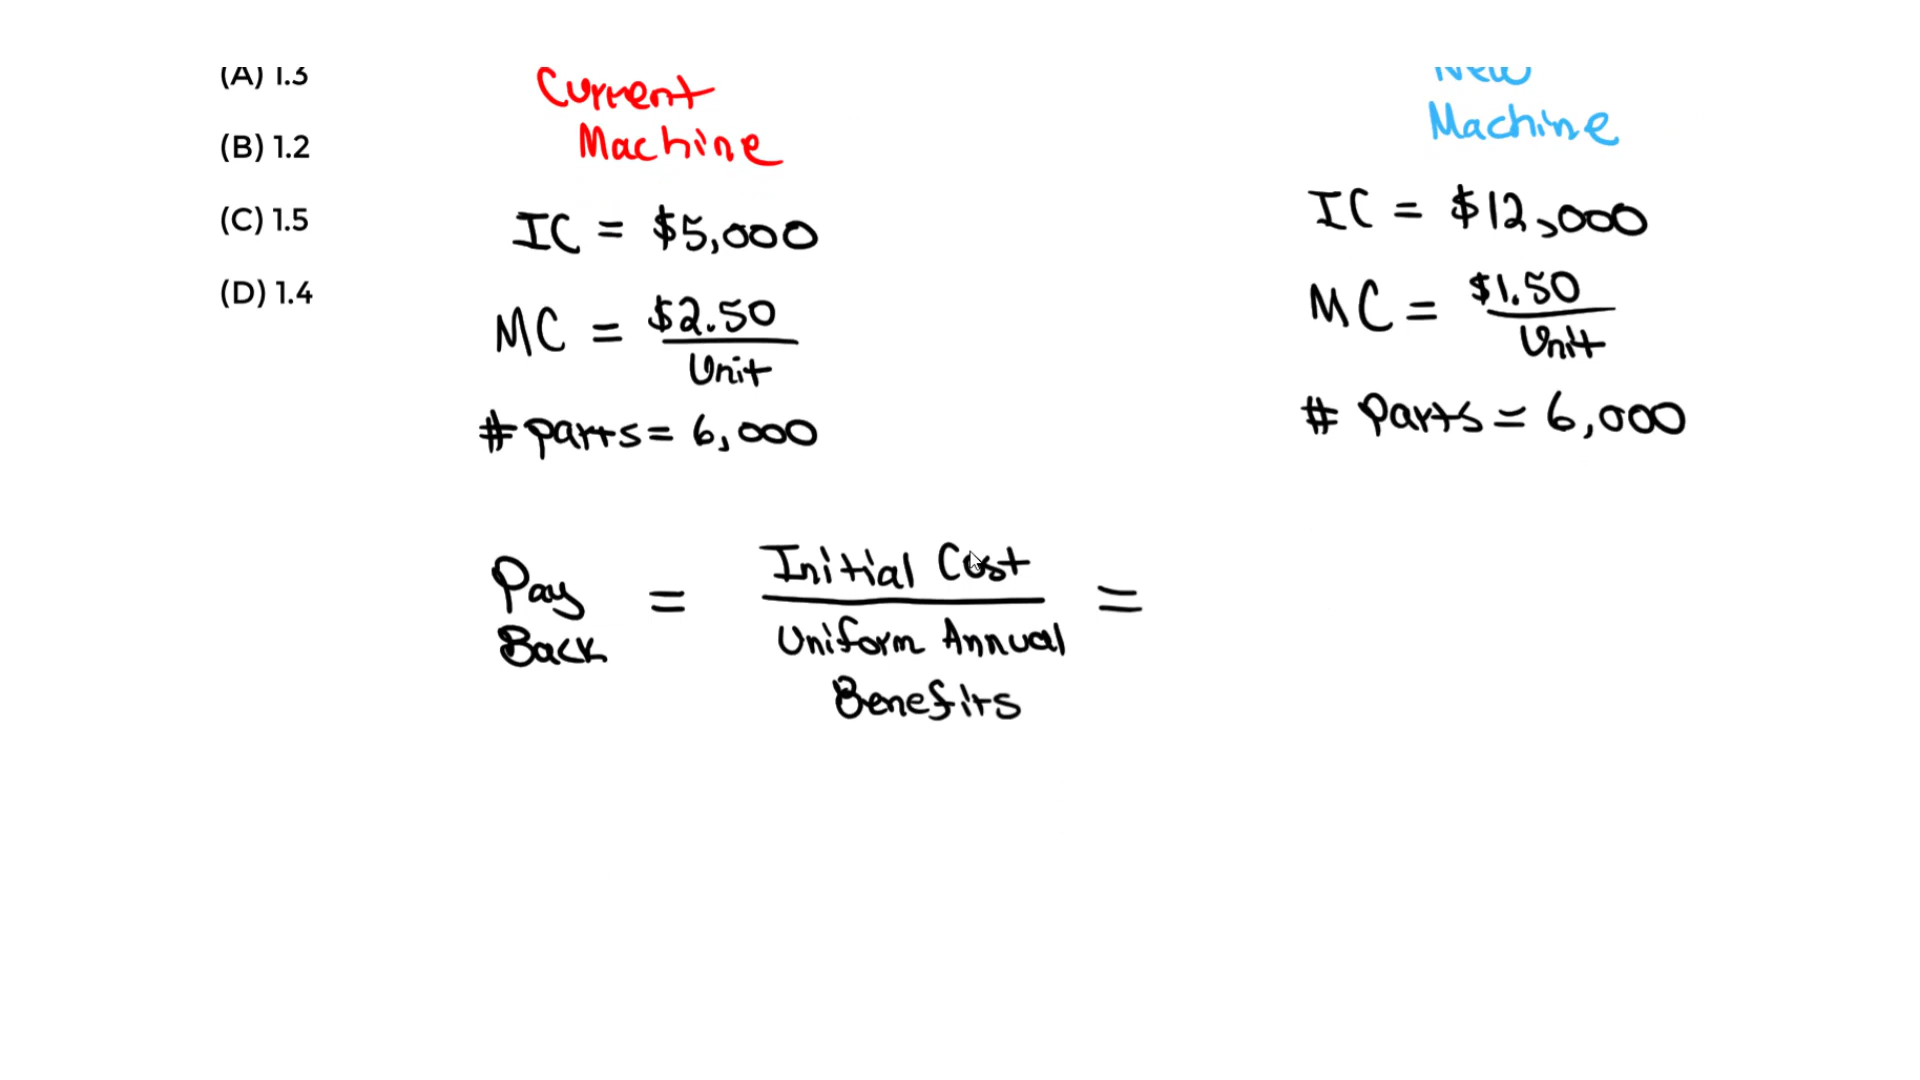 (A) 1.3
(B) 1.2
(C) 1.5
(D) 1.4
Current
Machine
IC = $5,000
MC = $2.50
Unit
# parts = 6,000
New
Machine
IC = $12,000
MC = $1.50
Unit
# Parts = 6,000
Pay
Back
=
Initial Cost
Uniform Annual
Benefits
=